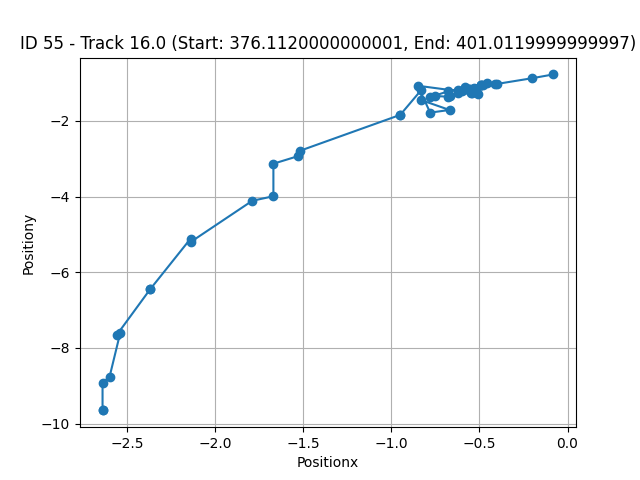 ID 55 - Track 16.0 (Start: 376.1120000000001, End: 401.0119999999997)
−2
−4
−6
−8
−10
Positiony
−2.5 −2.0 −1.5 −1.0 −0.5 0.0
Positionx